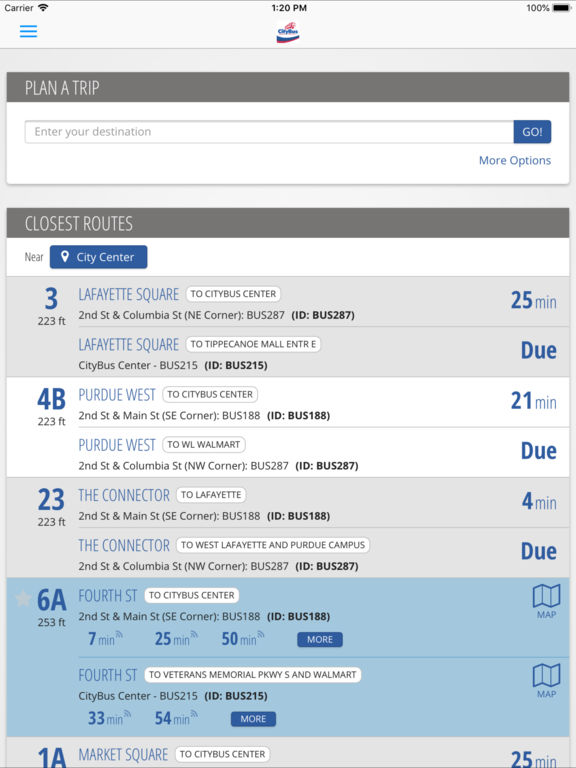 Carrier 1:20 PM 100%
CityBus
PLAN A TRIP
Enter your destination GO!
More Options
CLOSEST ROUTES
Near City Center
3 LAFAYETTE SQUARE TO CITYBUS CENTER 25 min
223 ft 2nd St & Columbia St (NE Corner): BUS287 (ID: BUS287)
LAFAYETTE SQUARE TO TIPPECANOE MALL ENTR E Due
CityBus Center - BUS215 (ID: BUS215)
4B PURDUE WEST TO CITYBUS CENTER 21 min
223 ft 2nd St & Main St (SE Corner): BUS188 (ID: BUS188)
PURDUE WEST TO WL WALMART Due
2nd St & Columbia St (NW Corner): BUS287 (ID: BUS287)
23 THE CONNECTOR TO LAFAYETTE 4 min
223 ft 2nd St & Main St (SE Corner): BUS188 (ID: BUS188)
THE CONNECTOR TO WEST LAFAYETTE AND PURDUE CAMPUS Due
2nd St & Columbia St (NW Corner): BUS287 (ID: BUS287)
6A FOURTH ST TO CITYBUS CENTER
253 ft 2nd St & Main St (SE Corner): BUS188 (ID: BUS188) MAP
7 min 25 min 50 min MORE
FOURTH ST TO VETERANS MEMORIAL PKWY S AND WALMART
CityBus Center - BUS215 (ID: BUS215) MAP
33 min 54 min MORE
1A MARKET SQUARE TO CITYBUS CENTER 25 min